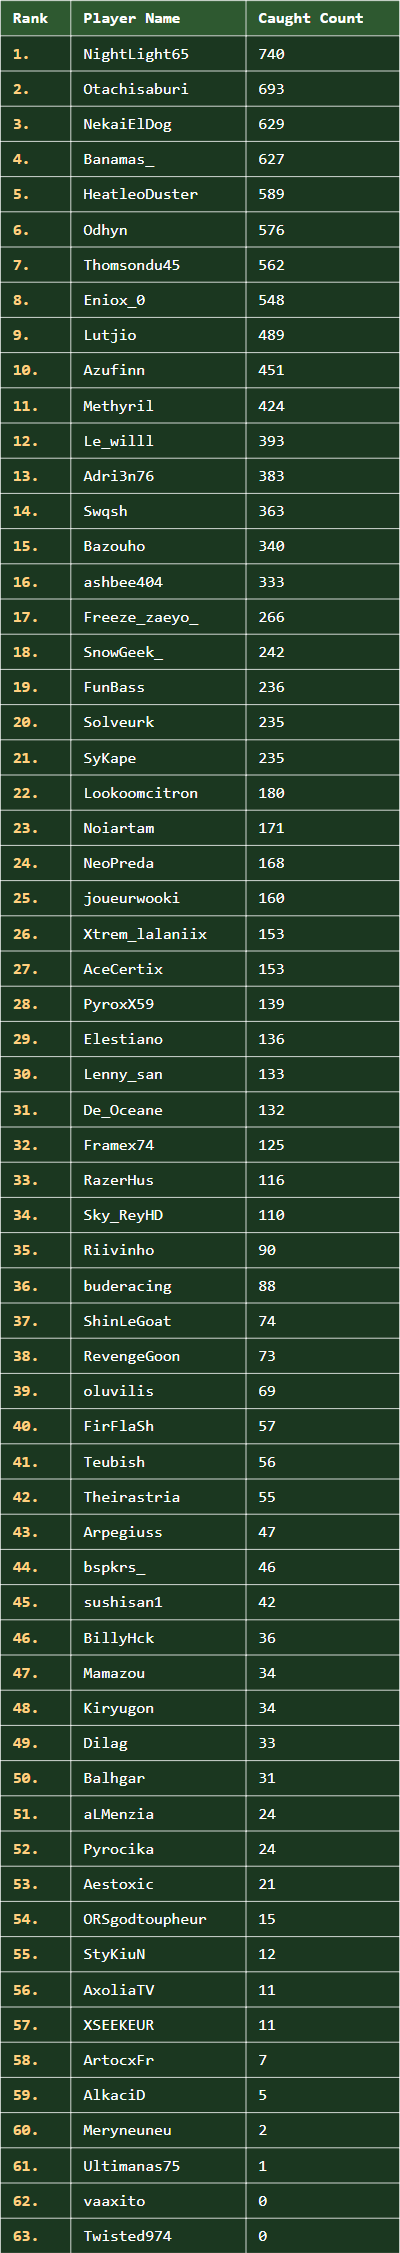 Rank Player Name Caught Count
1. NightLight65 740
2. Otachisaburi 693
3. NekaiElDog 629
4. Banamas_ 627
5. HeatleoDuster 589
6. Odhyn 576
7. Thomsondu45 562
8. Eniox_0 548
9. Lutjio 489
10. Azufinn 451
11. Methyril 424
12. Le_willl 393
13. Adri3n76 383
14. Swqsh 363
15. Bazouho 340
16. ashbee404 333
17. Freeze_zaeyo_ 266
18. SnowGeek_ 242
19. FunBass 236
20. Solveurk 235
21. SyKape 235
22. Lookoomcitron 180
23. Noiartam 171
24. NeoPreda 168
25. joueurwooki 160
26. Xtrem_lalaniix 153
27. AceCertix 153
28. PyroxX59 139
29. Elestiano 136
30. Lenny_san 133
31. De_Oceane 132
32. Framex74 125
33. RazerHus 116
34. Sky_ReyHD 110
35. Riivinho 90
36. buderacing 88
37. ShinLeGoat 74
38. RevengeGoon 73
39. oluvilis 69
40. FirFlaSh 57
41. Teubish 56
42. Theirastria 55
43. Arpegiuss 47
44. bspkrs_ 46
45. sushisan1 42
46. BillyHck 36
47. Mamazou 34
48. Kiryugon 34
49. Dilag 33
50. Balhgar 31
51. aLMenzia 24
52. Pyrocika 24
53. Aestoxic 21
54. ORSgodtoupheur 15
55. StyKiuN 12
56. AxoliaTV 11
57. XSEEKEUR 11
58. ArtocxFr 7
59. AlkaciD 5
60. Meryneuneu 2
61. Ultimanas75 1
62. vaaxito 0
63. Twisted974 0